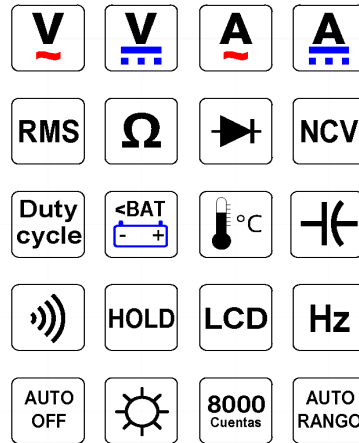 V V A A
RMS Ω NCV
Duty
cycle
<BAT
- +
°C
HOLD LCD Hz
AUTO
OFF
8000
Cuentas
AUTO
RANGO